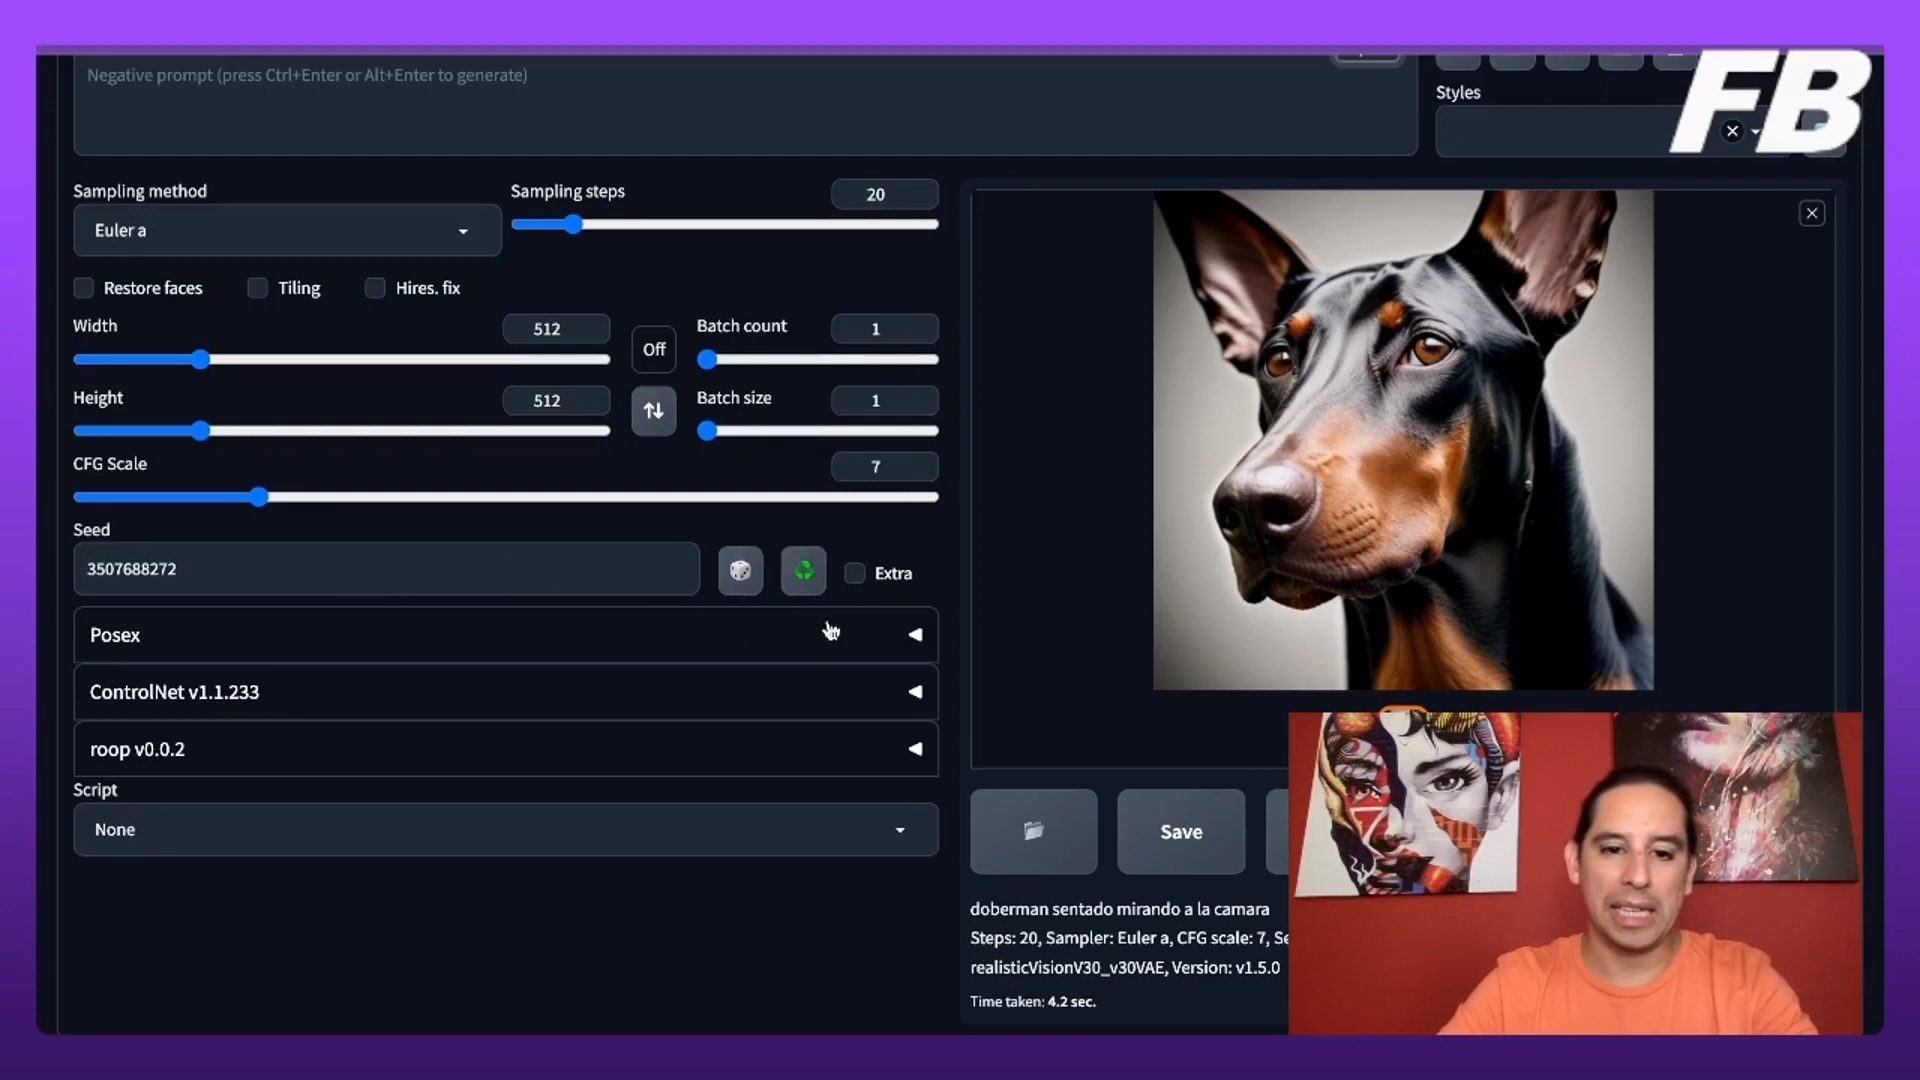 FB
Negative prompt (press Ctrl+Enter or Alt+Enter to generate)
Styles
Sampling method
Euler a
Sampling steps
20
Restore faces
Tiling
Hires. fix
Width
512
Off
Batch count
1
Height
512
Batch size
1
CFG Scale
7
Seed
3507688272
Extra
Posex
ControlNet v1.1.233
roop v0.0.2
Script
None
Save
doberman sentado mirando a la camara
Steps: 20, Sampler: Euler a, CFG scale: 7, Se
realisticVisionV30_v30VAE, Version: v1.5.0
Time taken: 4.2 sec.